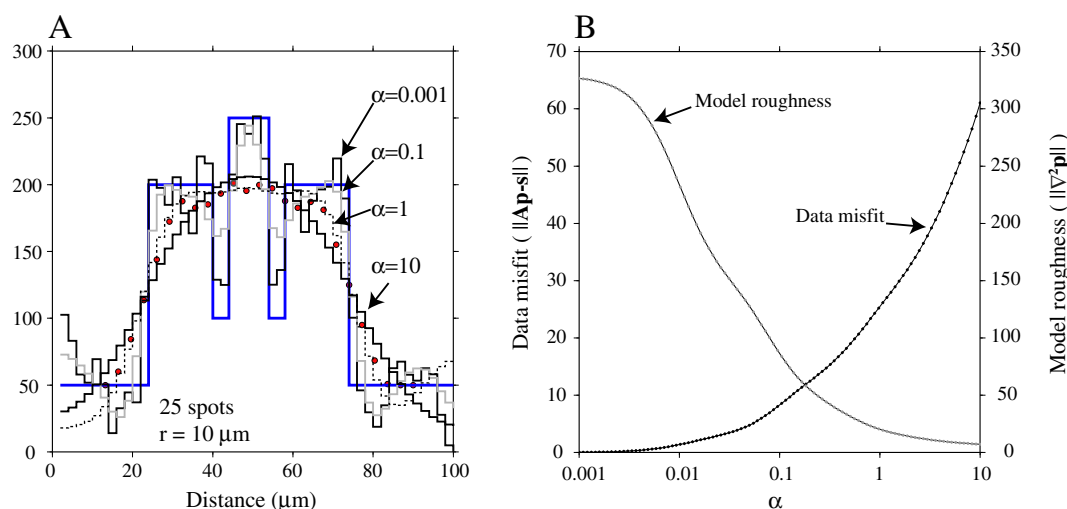 A
B
300
250
200
150
100
50
0
α=0.001
α=0.1
α=1
α=10
25 spots
r = 10 μm
0 20 40 60 80 100
Distance (μm)
70
60
50
40
30
20
10
0
Data misfit ( ||Ap-s||)
Model roughness
Data misfit
350
300
250
200
150
100
50
0
Model roughness ( ||∇²p||)
0.001 0.01 0.1 1 10
α